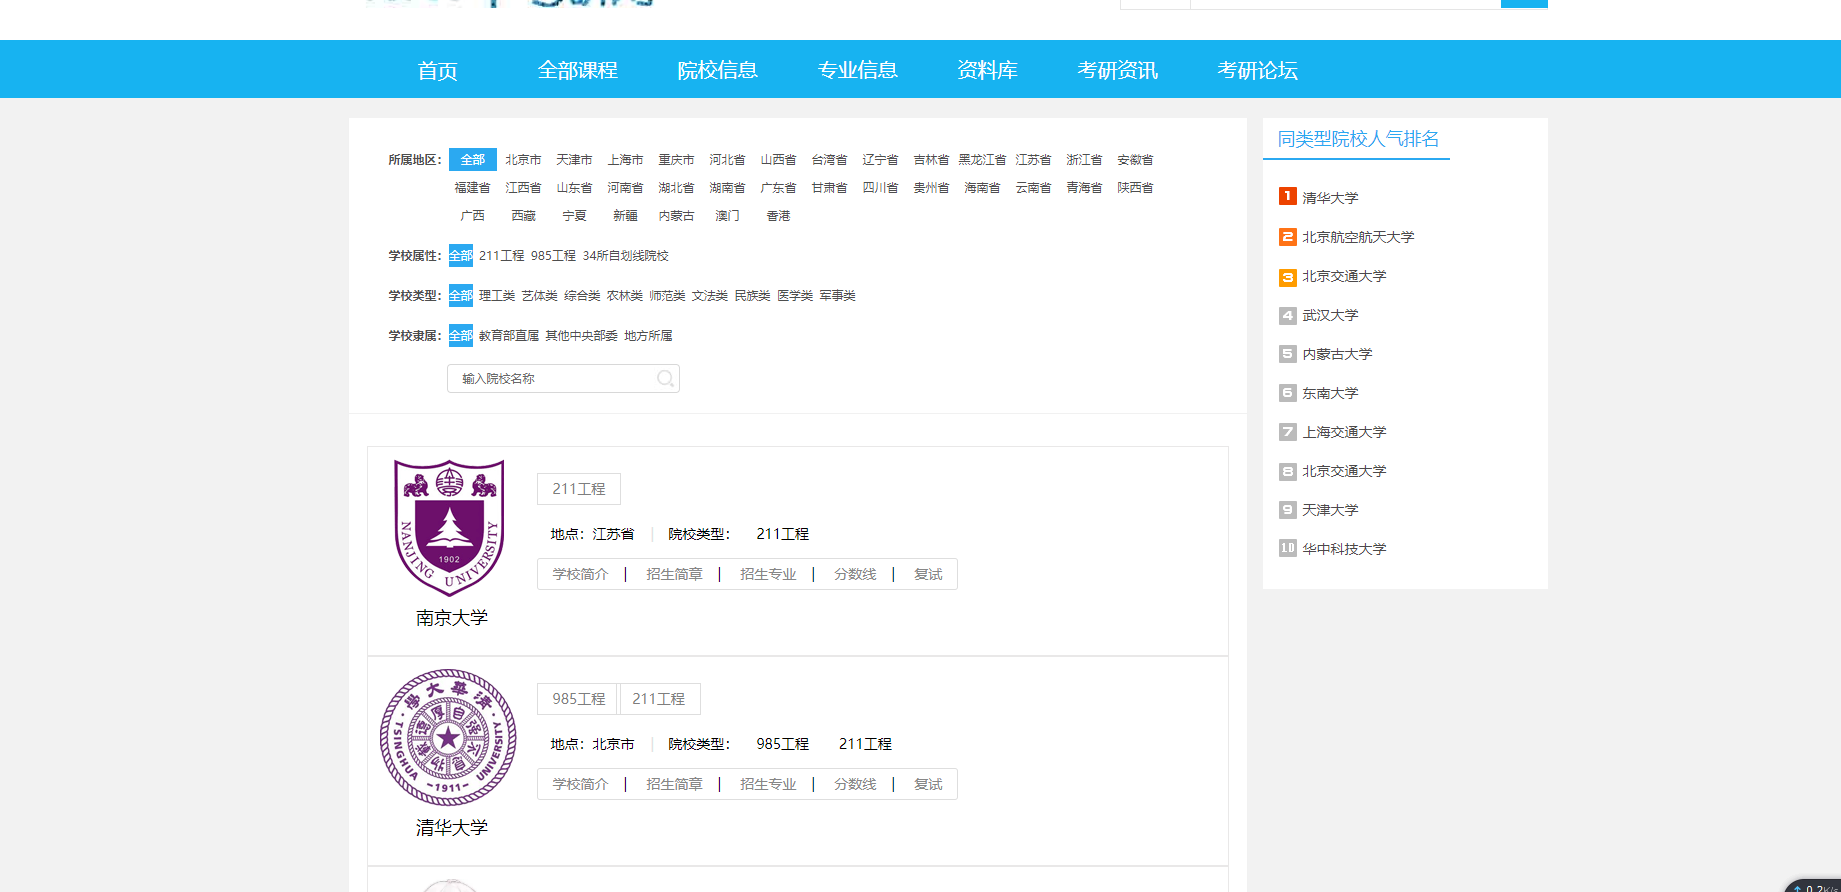 首页 全部课程 院校信息 专业信息 资料库 考研资讯 考研论坛
所属地区： 全部 北京市 天津市 上海市 重庆市 河北省 山西省 台湾省 辽宁省 吉林省 黑龙江省 江苏省 浙江省 安徽省
福建省 江西省 山东省 河南省 湖北省 湖南省 广东省 甘肃省 四川省 贵州省 海南省 云南省 青海省 陕西省
广西 西藏 宁夏 新疆 内蒙古 澳门 香港
学校属性： 全部 211工程 985工程 34所自划线院校
学校类型： 全部 理工类 艺体类 综合类 农林类 师范类 文法类 民族类 医学类 军事类
学校隶属： 全部 教育部直属 其他中央部委 地方所属
输入院校名称
NANJING UNIVERSITY
1902
南京大学
211工程
地点：江苏省 | 院校类型： 211工程
学校简介 | 招生简章 | 招生专业 | 分数线 | 复试
學大華清
自强不息厚德载物
TSINGHUA UNIVERSITY
-1911-
清华大学
985工程 211工程
地点：北京市 | 院校类型： 985工程 211工程
学校简介 | 招生简章 | 招生专业 | 分数线 | 复试
同类型院校人气排名
1 清华大学
2 北京航空航天大学
3 北京交通大学
4 武汉大学
5 内蒙古大学
6 东南大学
7 上海交通大学
8 北京交通大学
9 天津大学
10 华中科技大学